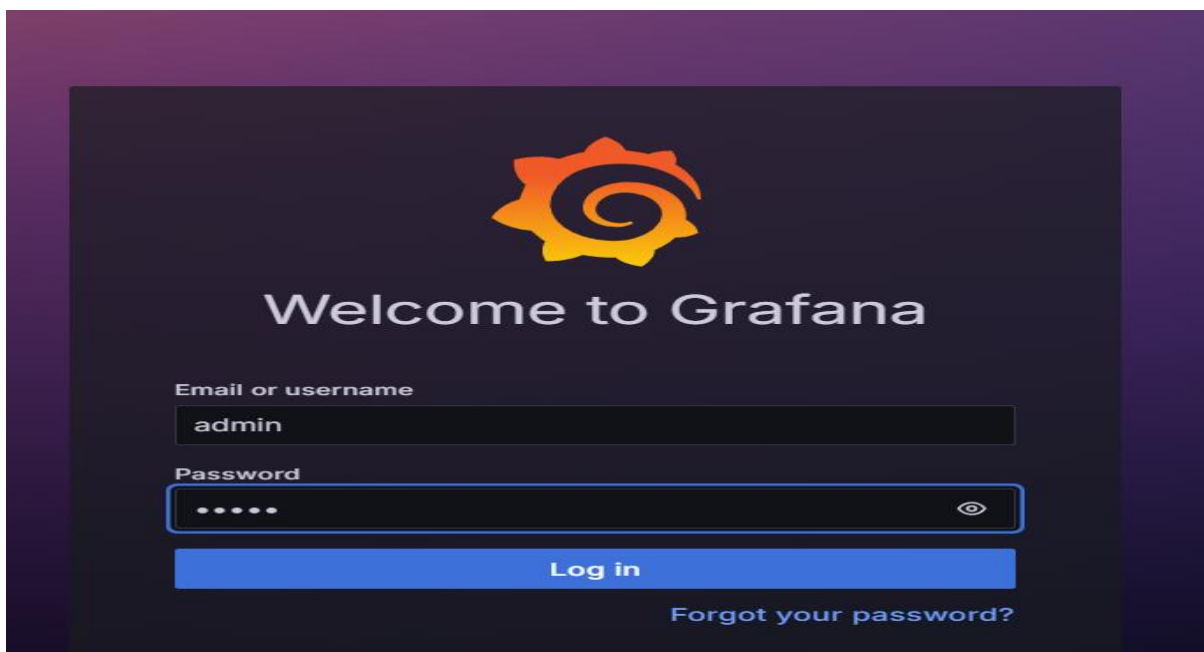 Welcome to Grafana
Email or username
admin
Password
•••••
Log in
Forgot your password?